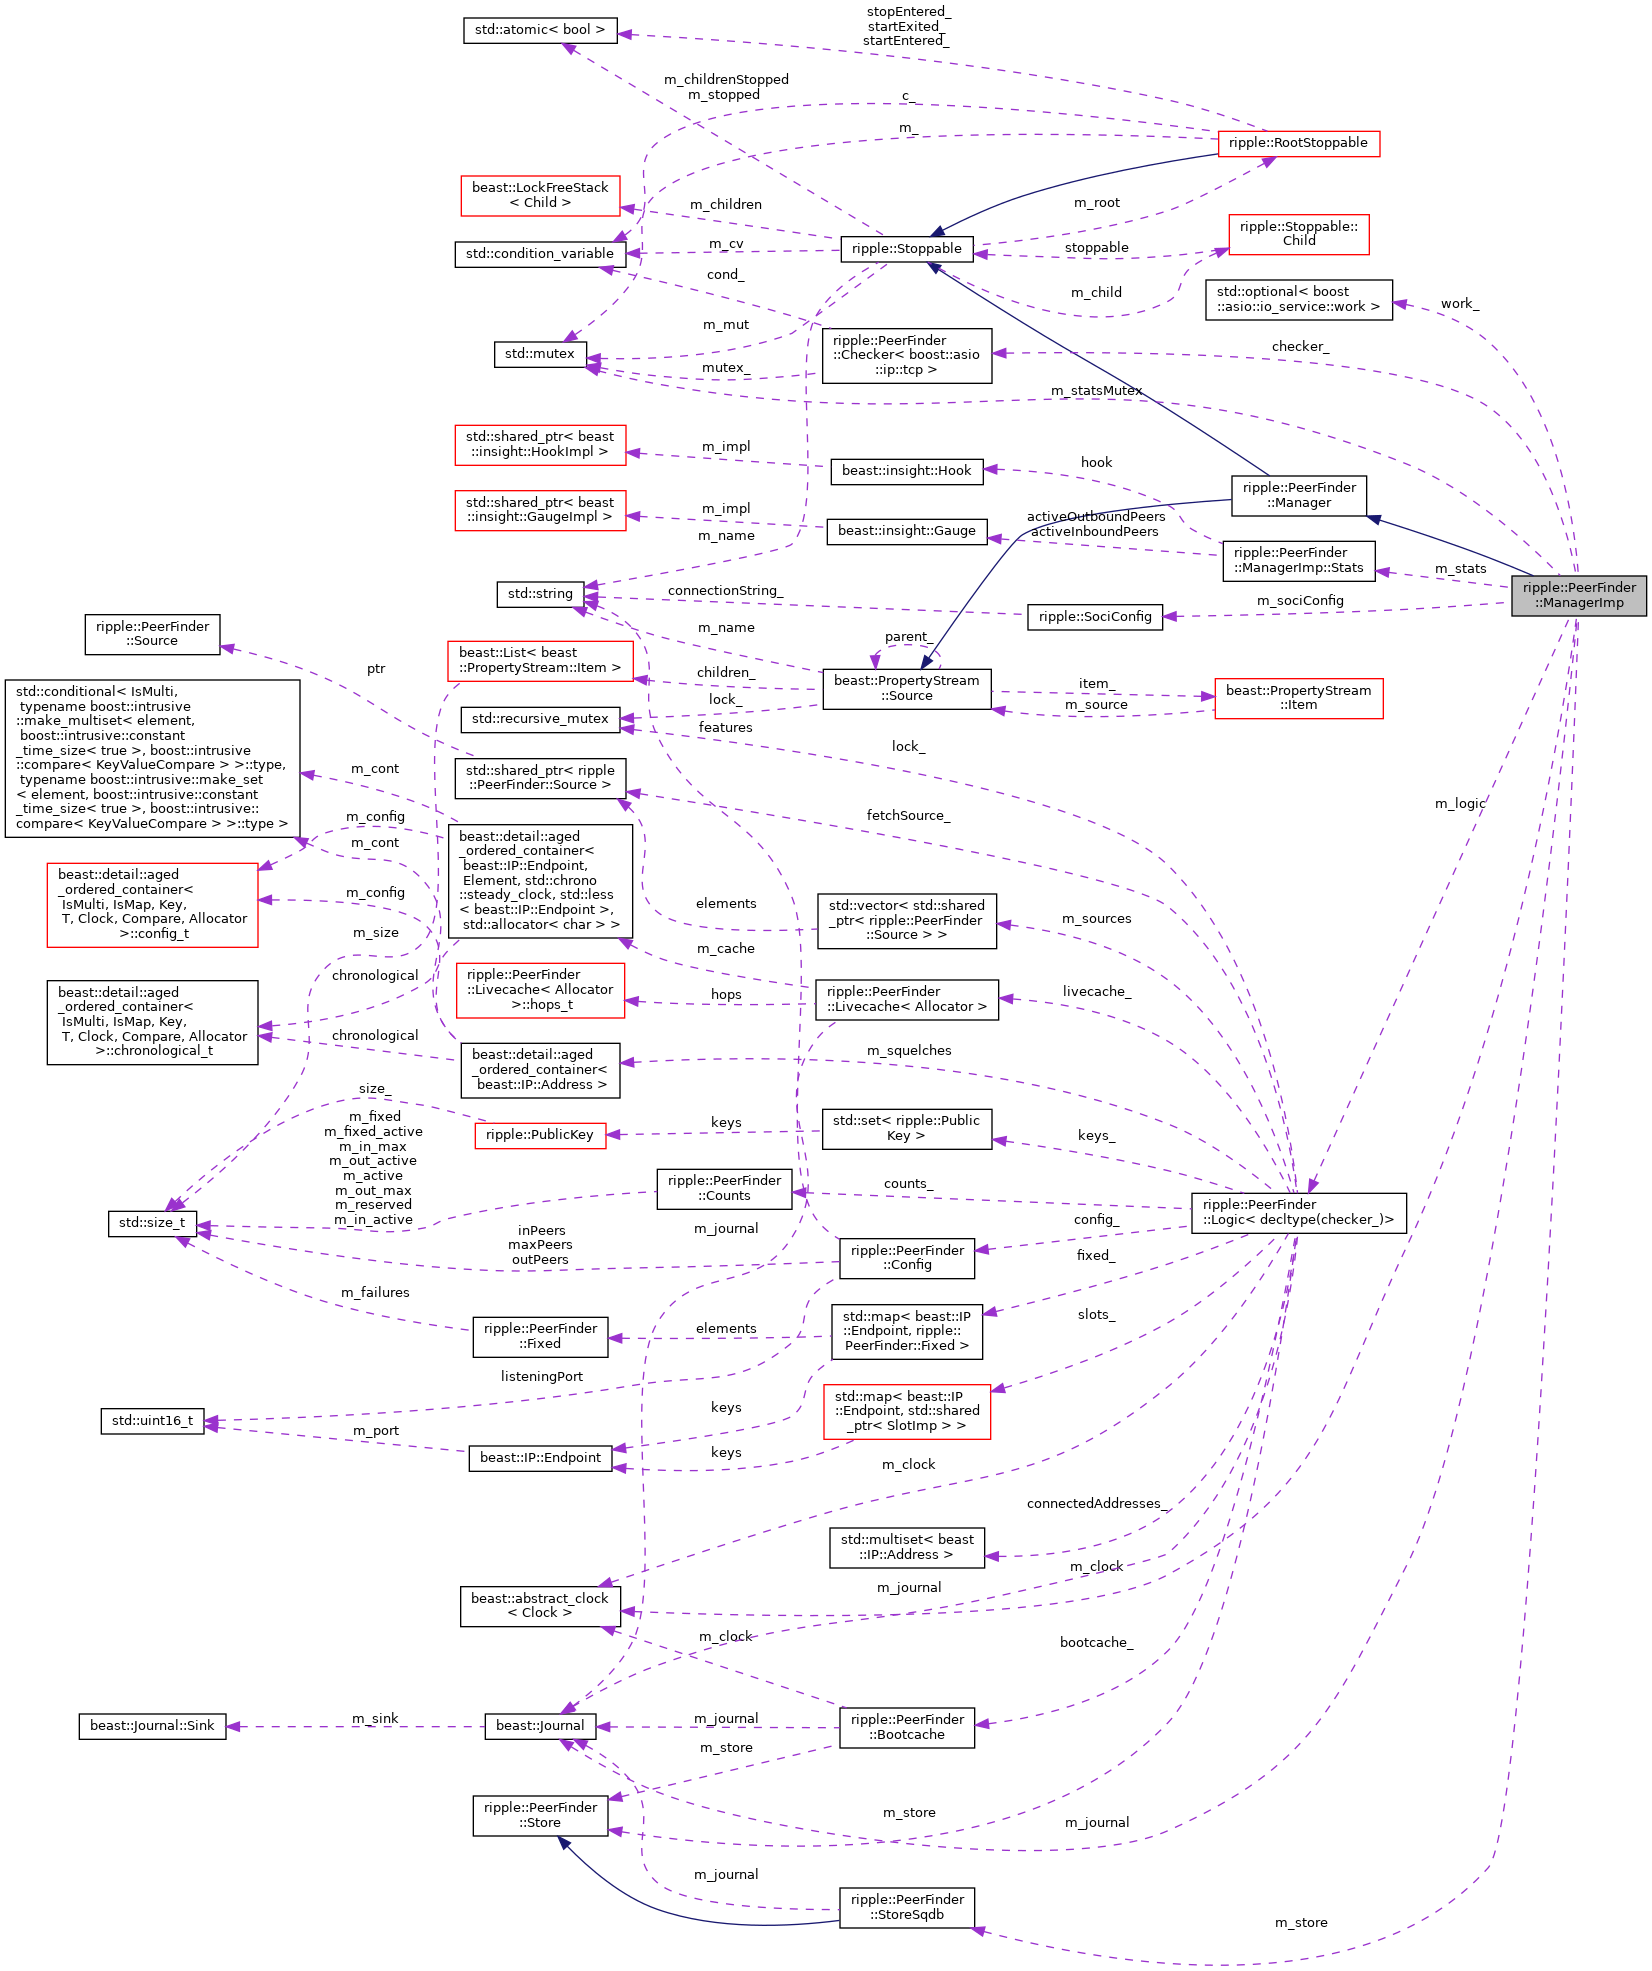 std::atomic< bool >
stopEntered_
startExited_
startEntered_
m_childrenStopped
m_stopped
c_
m_
ripple::RootStoppable
beast::LockFreeStack
< Child >
m_children
m_root
std::condition_variable
m_cv
ripple::Stoppable
stoppable
ripple::Stoppable::
Child
cond_
m_child
std::optional< boost
::asio::io_service::work >
work_
std::mutex
m_mut
mutex_
ripple::PeerFinder
::Checker< boost::asio
::ip::tcp >
checker_
m_statsMutex
std::shared_ptr< beast
::insight::HookImpl >
m_impl
beast::insight::Hook
hook
ripple::PeerFinder
::Manager
std::shared_ptr< beast
::insight::GaugeImpl >
m_impl
m_name
beast::insight::Gauge
activeOutboundPeers
activeInboundPeers
ripple::PeerFinder
::ManagerImp::Stats
m_stats
ripple::PeerFinder
::ManagerImp
std::string
connectionString_
ripple::SociConfig
m_sociConfig
ripple::PeerFinder
::Source
ptr
m_name
parent_
beast::List< beast
::PropertyStream::Item >
children_
beast::PropertyStream
::Source
item_
m_source
beast::PropertyStream
::Item
std::recursive_mutex
lock_
features
lock_
std::conditional< IsMulti,
typename boost::intrusive
::make_multiset< element,
boost::intrusive::constant
_time_size< true >, boost::intrusive
::compare< KeyValueCompare > >::type,
typename boost::intrusive::make_set
< element, boost::intrusive::constant
_time_size< true >, boost::intrusive::
compare< KeyValueCompare > >::type >
m_cont
m_config
m_cont
m_config
m_size
std::shared_ptr< ripple
::PeerFinder::Source >
fetchSource_
m_logic
beast::detail::aged
_ordered_container<
beast::IP::Endpoint,
Element, std::chrono
::steady_clock, std::less
< beast::IP::Endpoint >,
std::allocator< char > >
beast::detail::aged
_ordered_container<
IsMulti, IsMap, Key,
T, Clock, Compare, Allocator
>::config_t
elements
std::vector< std::shared
_ptr< ripple::PeerFinder
::Source > >
m_sources
m_cache
chronological
ripple::PeerFinder
::Livecache< Allocator
>::hops_t
hops
ripple::PeerFinder
::Livecache< Allocator >
livecache_
beast::detail::aged
_ordered_container<
IsMulti, IsMap, Key,
T, Clock, Compare, Allocator
>::chronological_t
chronological
beast::detail::aged
_ordered_container<
beast::IP::Address >
m_squelches
size_
ripple::PublicKey
keys
std::set< ripple::Public
Key >
keys_
m_fixed
m_fixed_active
m_in_max
m_out_active
m_active
m_out_max
m_reserved
m_in_active
ripple::PeerFinder
::Counts
counts_
ripple::PeerFinder
::Logic< decltype(checker_)>
std::size_t
m_journal
inPeers
maxPeers
outPeers
ripple::PeerFinder
::Config
config_
fixed_
m_failures
ripple::PeerFinder
::Fixed
elements
std::map< beast::IP
::Endpoint, ripple::
PeerFinder::Fixed >
slots_
listeningPort
std::uint16_t
m_port
keys
std::map< beast::IP
::Endpoint, std::shared
_ptr< SlotImp > >
beast::IP::Endpoint
keys
m_clock
connectedAddresses_
std::multiset< beast
::IP::Address >
m_clock
m_journal
beast::abstract_clock
< Clock >
m_clock
bootcache_
beast::Journal::Sink
m_sink
beast::Journal
m_journal
ripple::PeerFinder
::Bootcache
m_store
ripple::PeerFinder
::Store
m_store
m_journal
m_journal
ripple::PeerFinder
::StoreSqdb
m_store